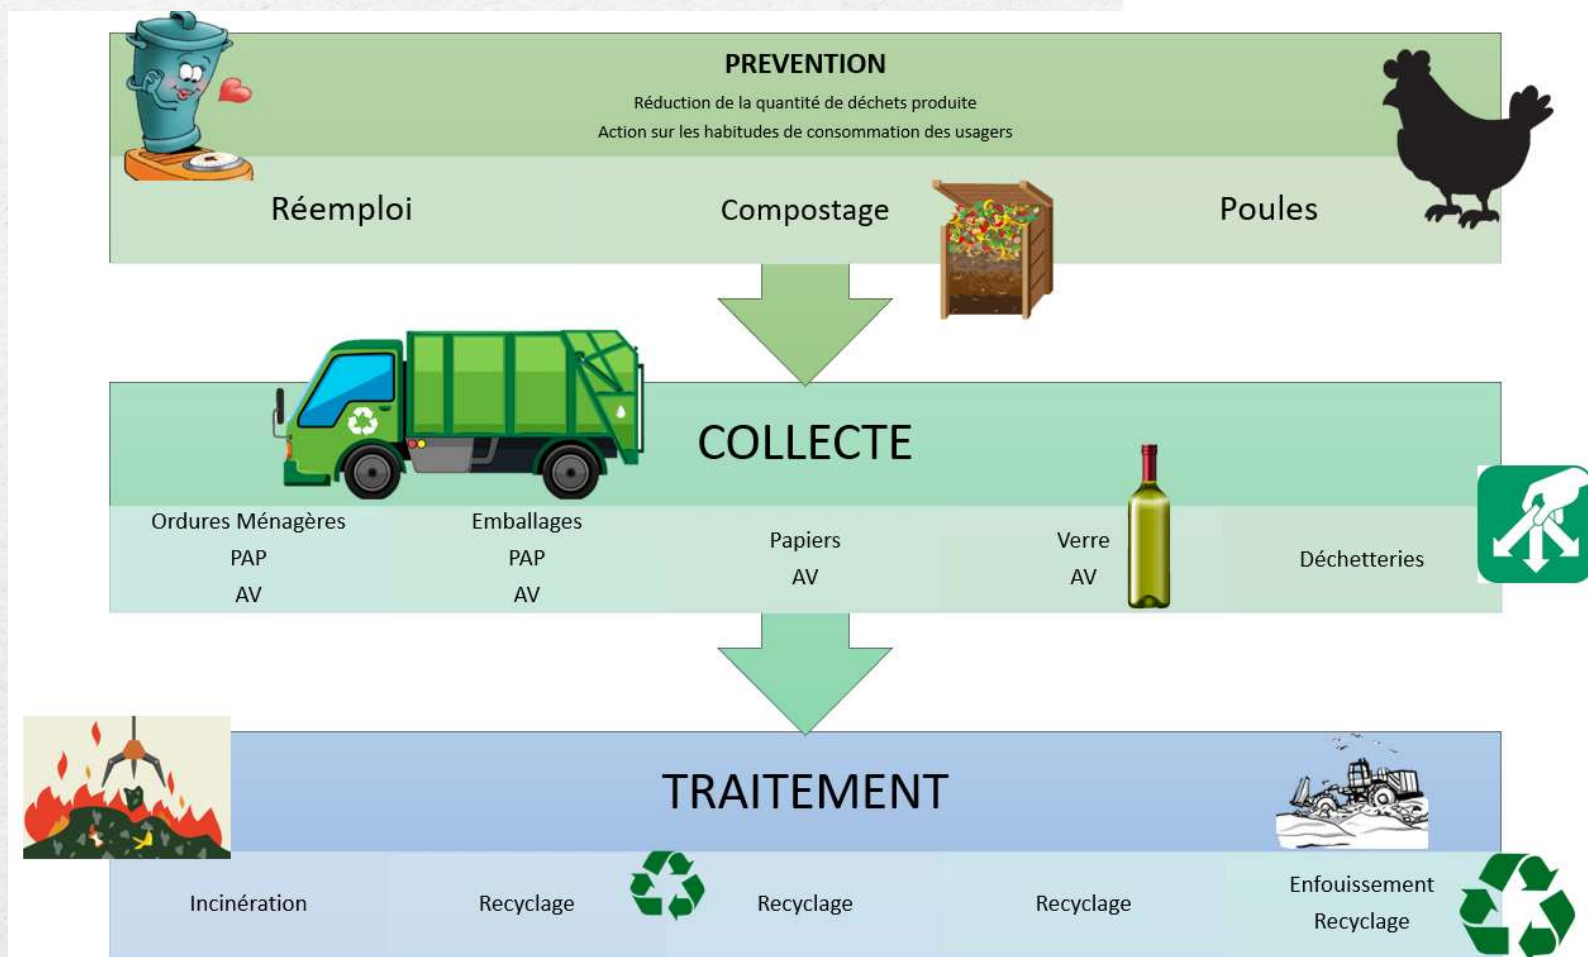 PREVENTION
Réduction de la quantité de déchets produite
Action sur les habitudes de consommation des usagers
Réemploi
Compostage
Poules
COLLECTE
Ordures Ménagères
PAP
AV
Emballages
PAP
AV
Papiers
AV
Verre
AV
Déchetteries
TRAITEMENT
Incinération
Recyclage
Recyclage
Recyclage
Enfouissement
Recyclage